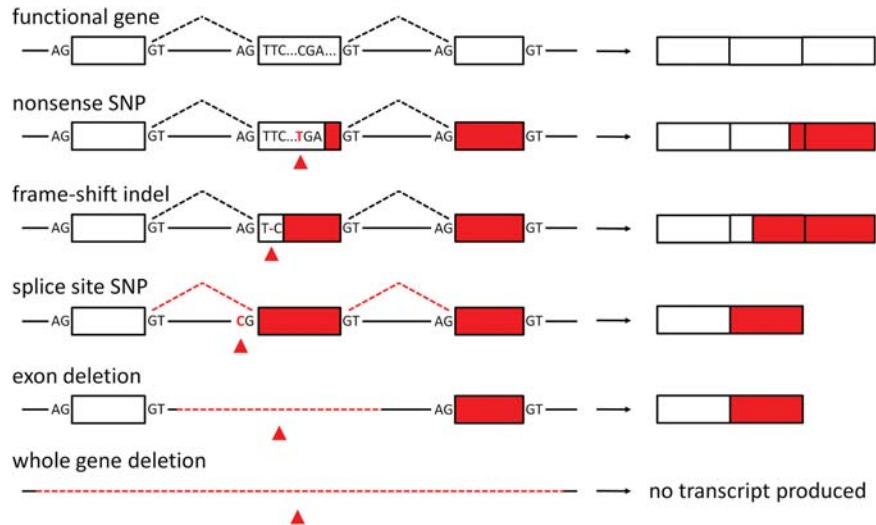 functional gene
AG GT AG TTC...CGA... GT AG GT
nonsense SNP
AG GT AG TTC...TGA GT AG GT
frame-shift indel
AG GT AG T-C GT AG GT
splice site SNP
AG GT CG GT AG GT
exon deletion
AG GT AG GT
whole gene deletion
no transcript produced